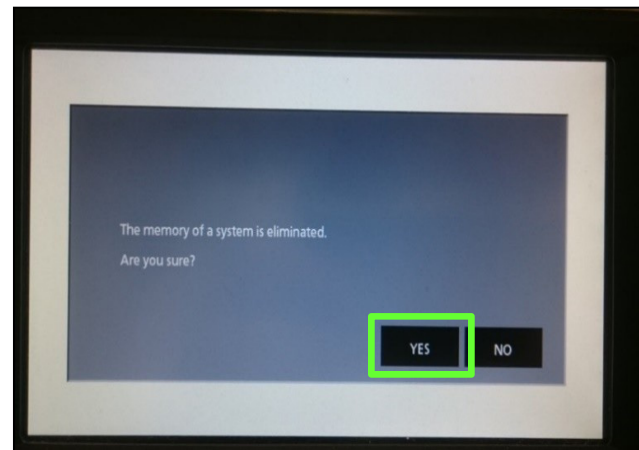 The memory of a system is eliminated.
Are you sure?
YES
NO